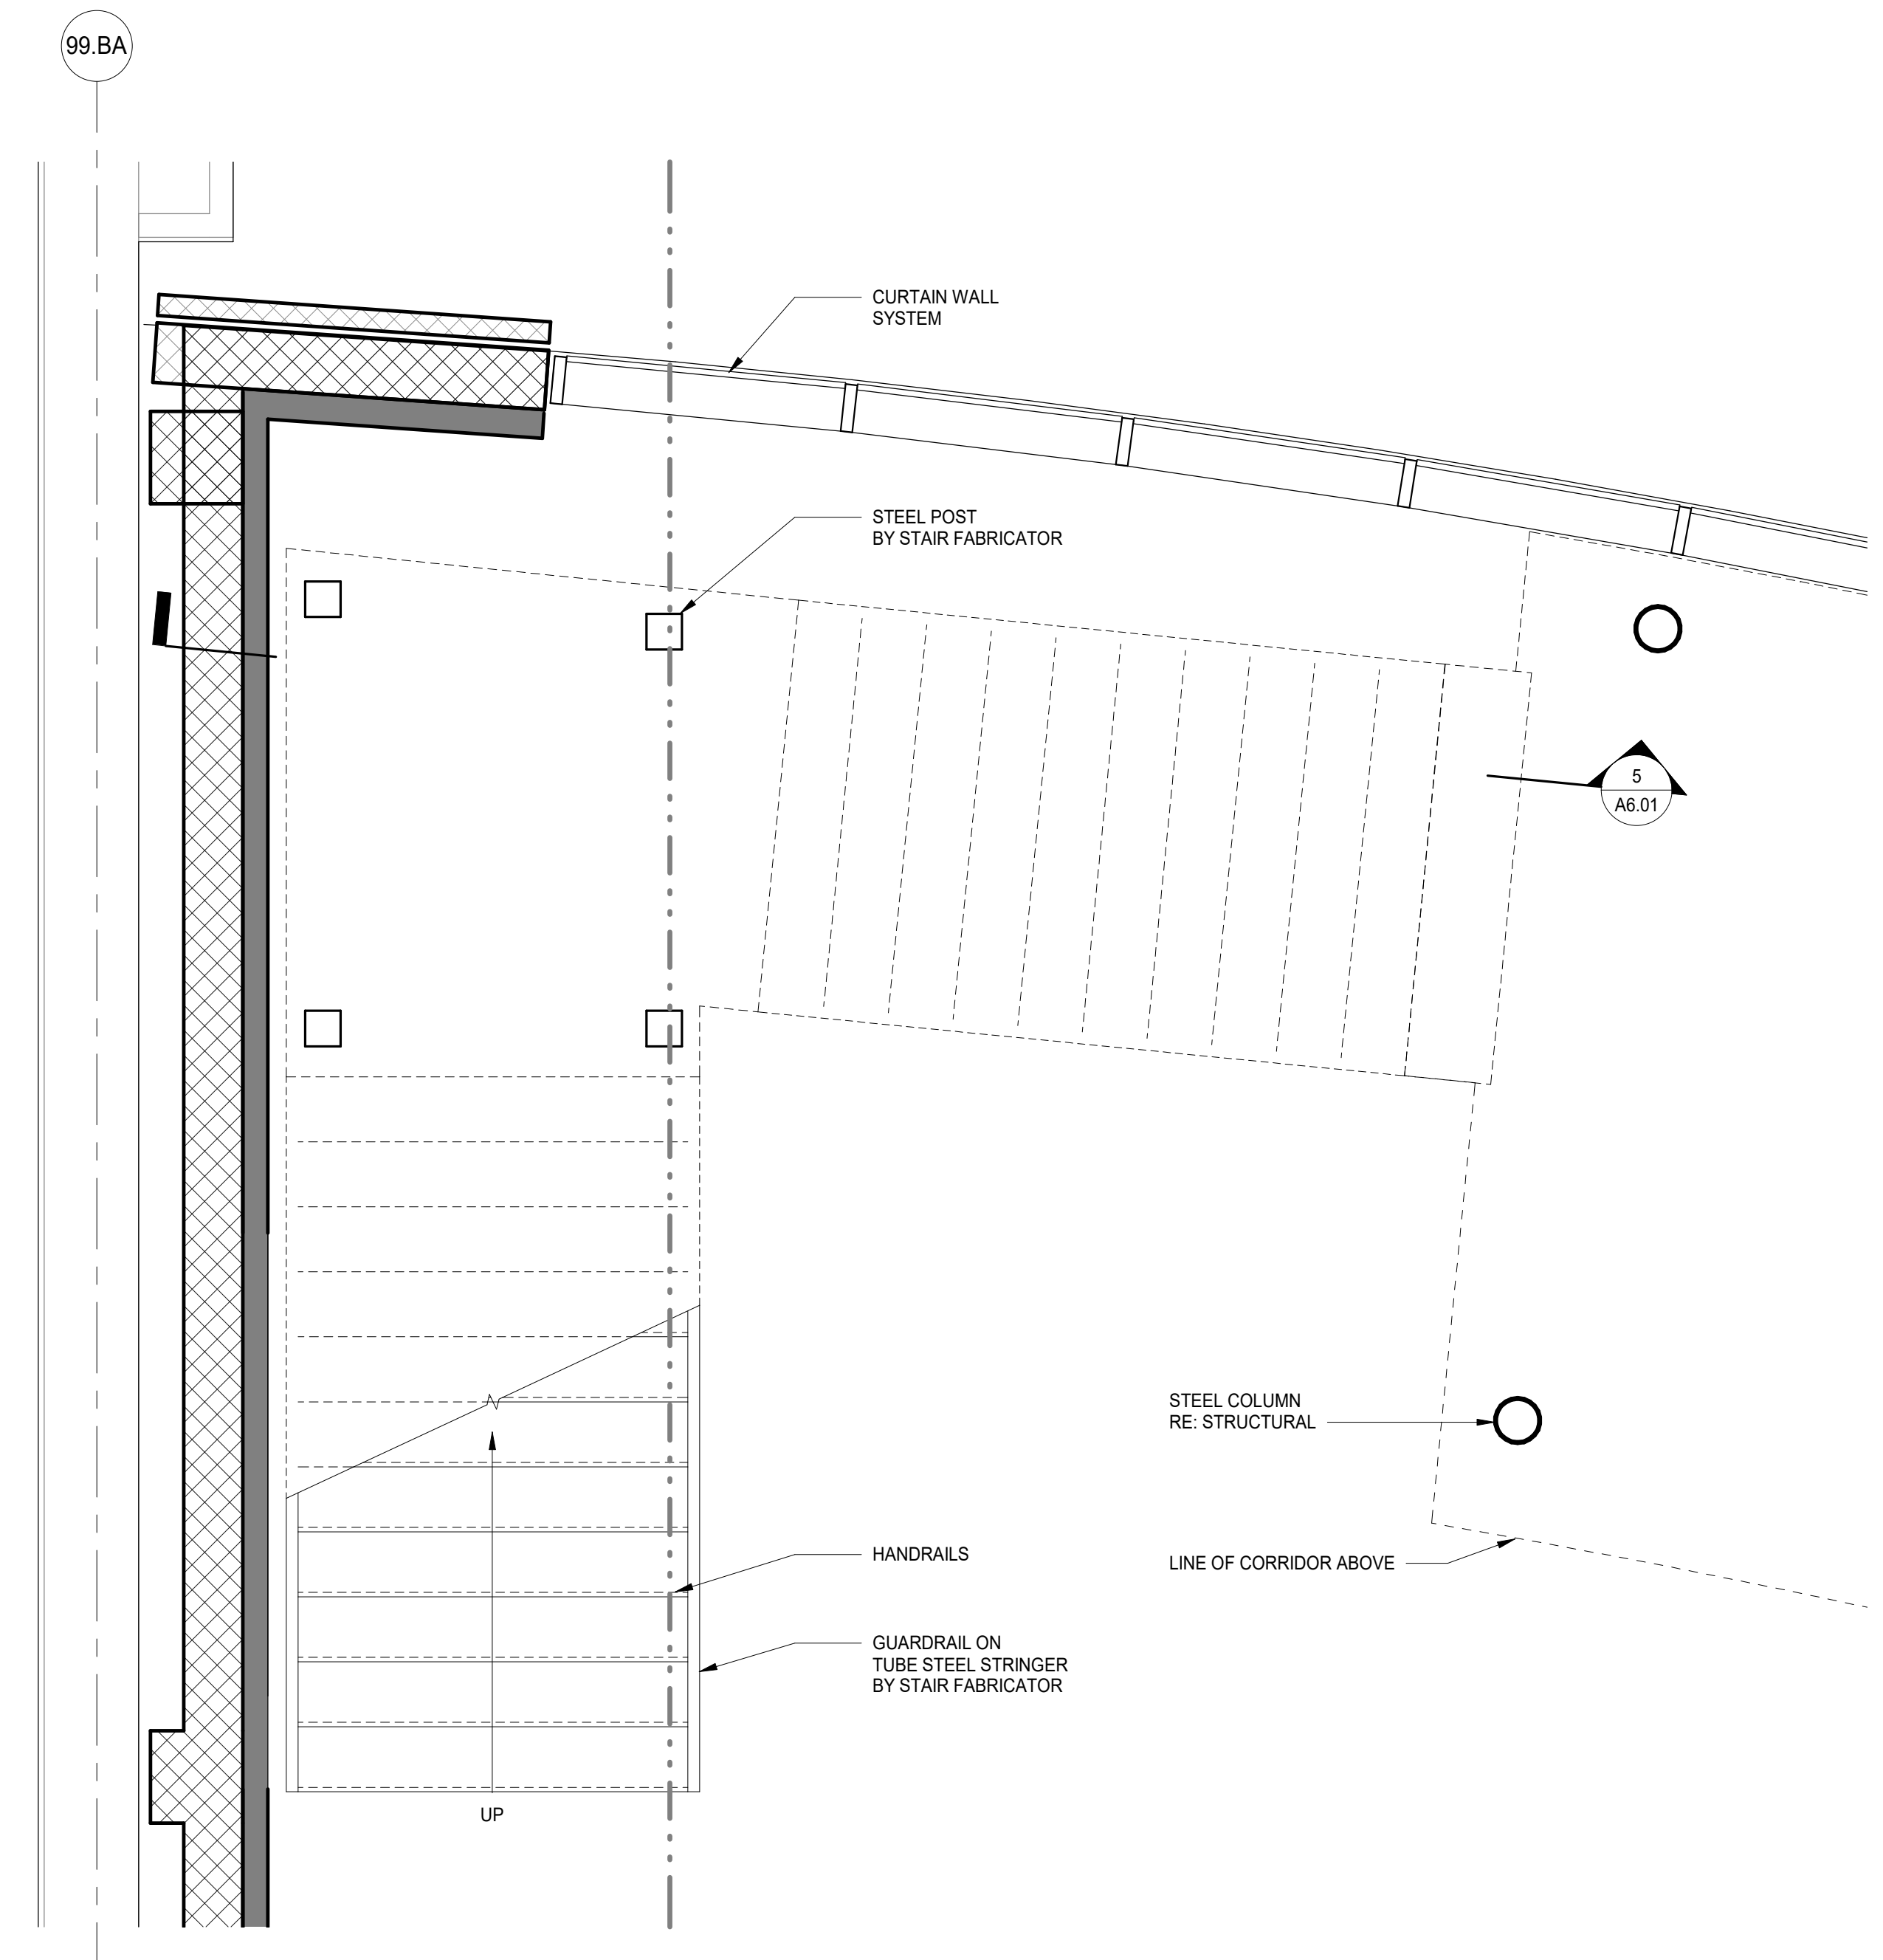 99.BA
CURTAIN WALL
SYSTEM
STEEL POST
BY STAIR FABRICATOR
5
A6.01
STEEL COLUMN
RE: STRUCTURAL
HANDRAILS
LINE OF CORRIDOR ABOVE
GUARDRAIL ON
TUBE STEEL STRINGER
BY STAIR FABRICATOR
UP